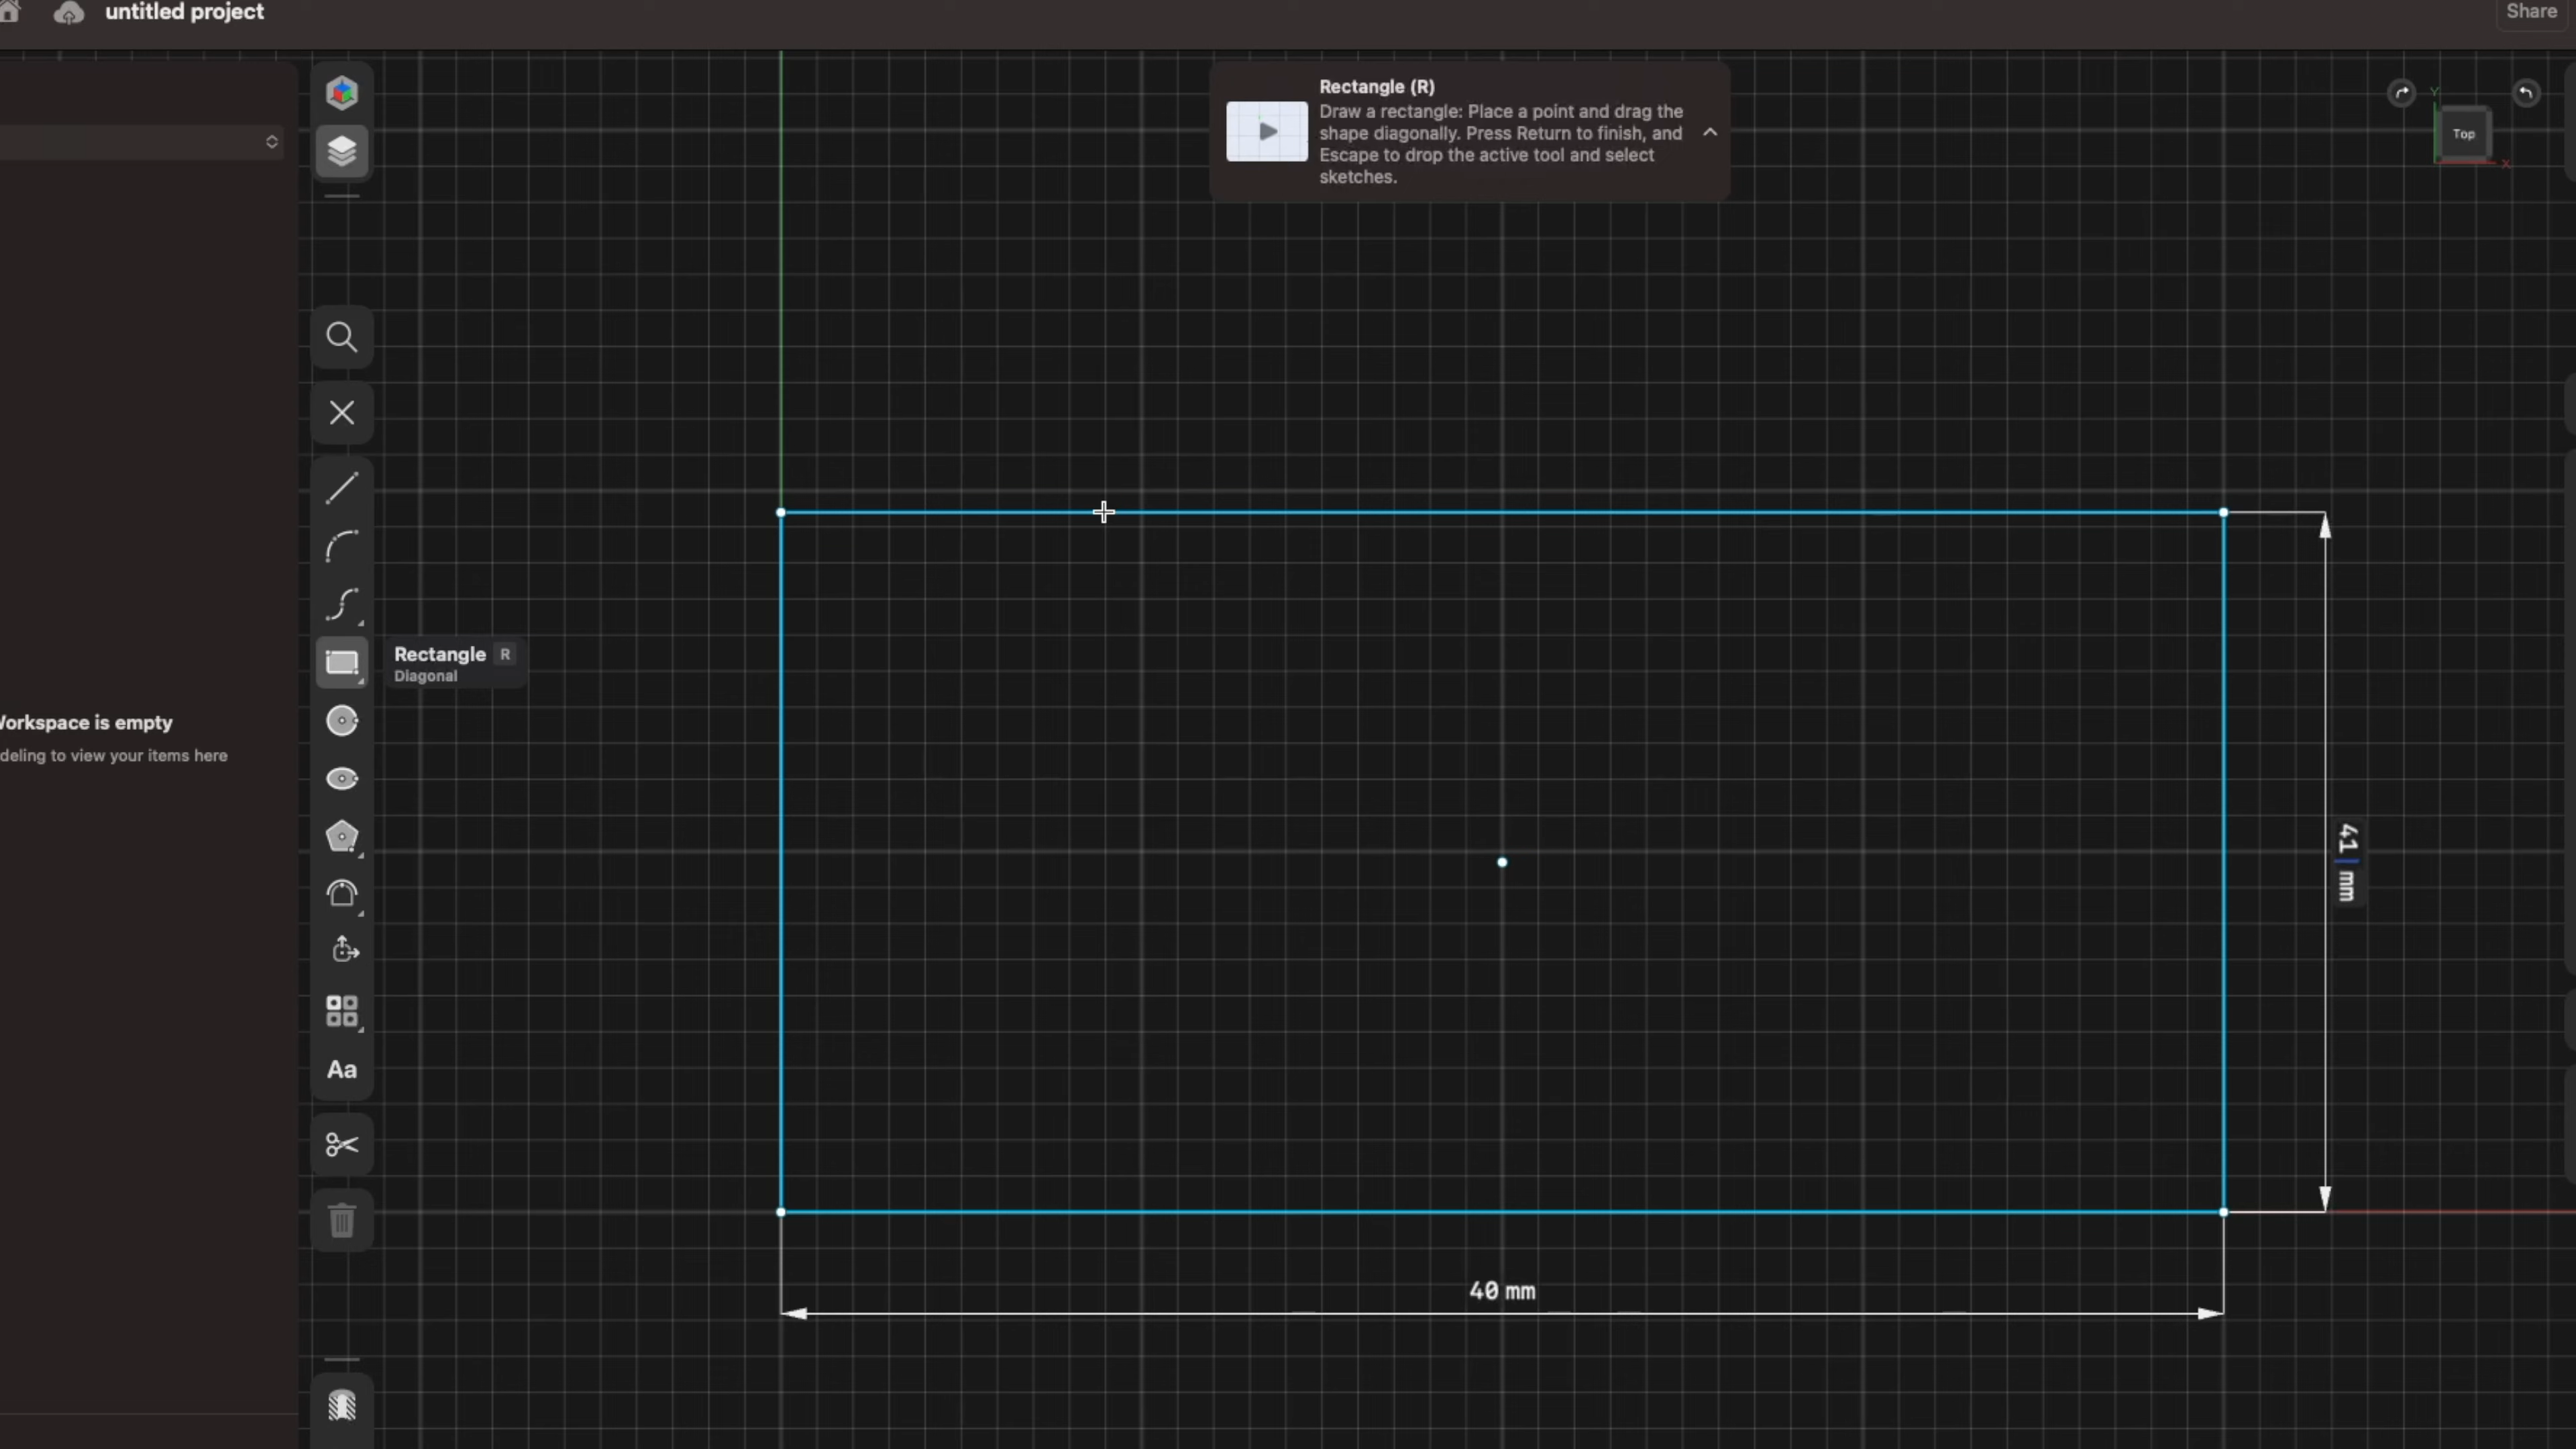 untitled project
Share
Rectangle (R)
Draw a rectangle: Place a point and drag the
shape diagonally. Press Return to finish, and
Escape to drop the active tool and select
sketches.
Y
Top
X
Rectangle R
Diagonal
Workspace is empty
deling to view your items here
41 mm
Aa
40 mm